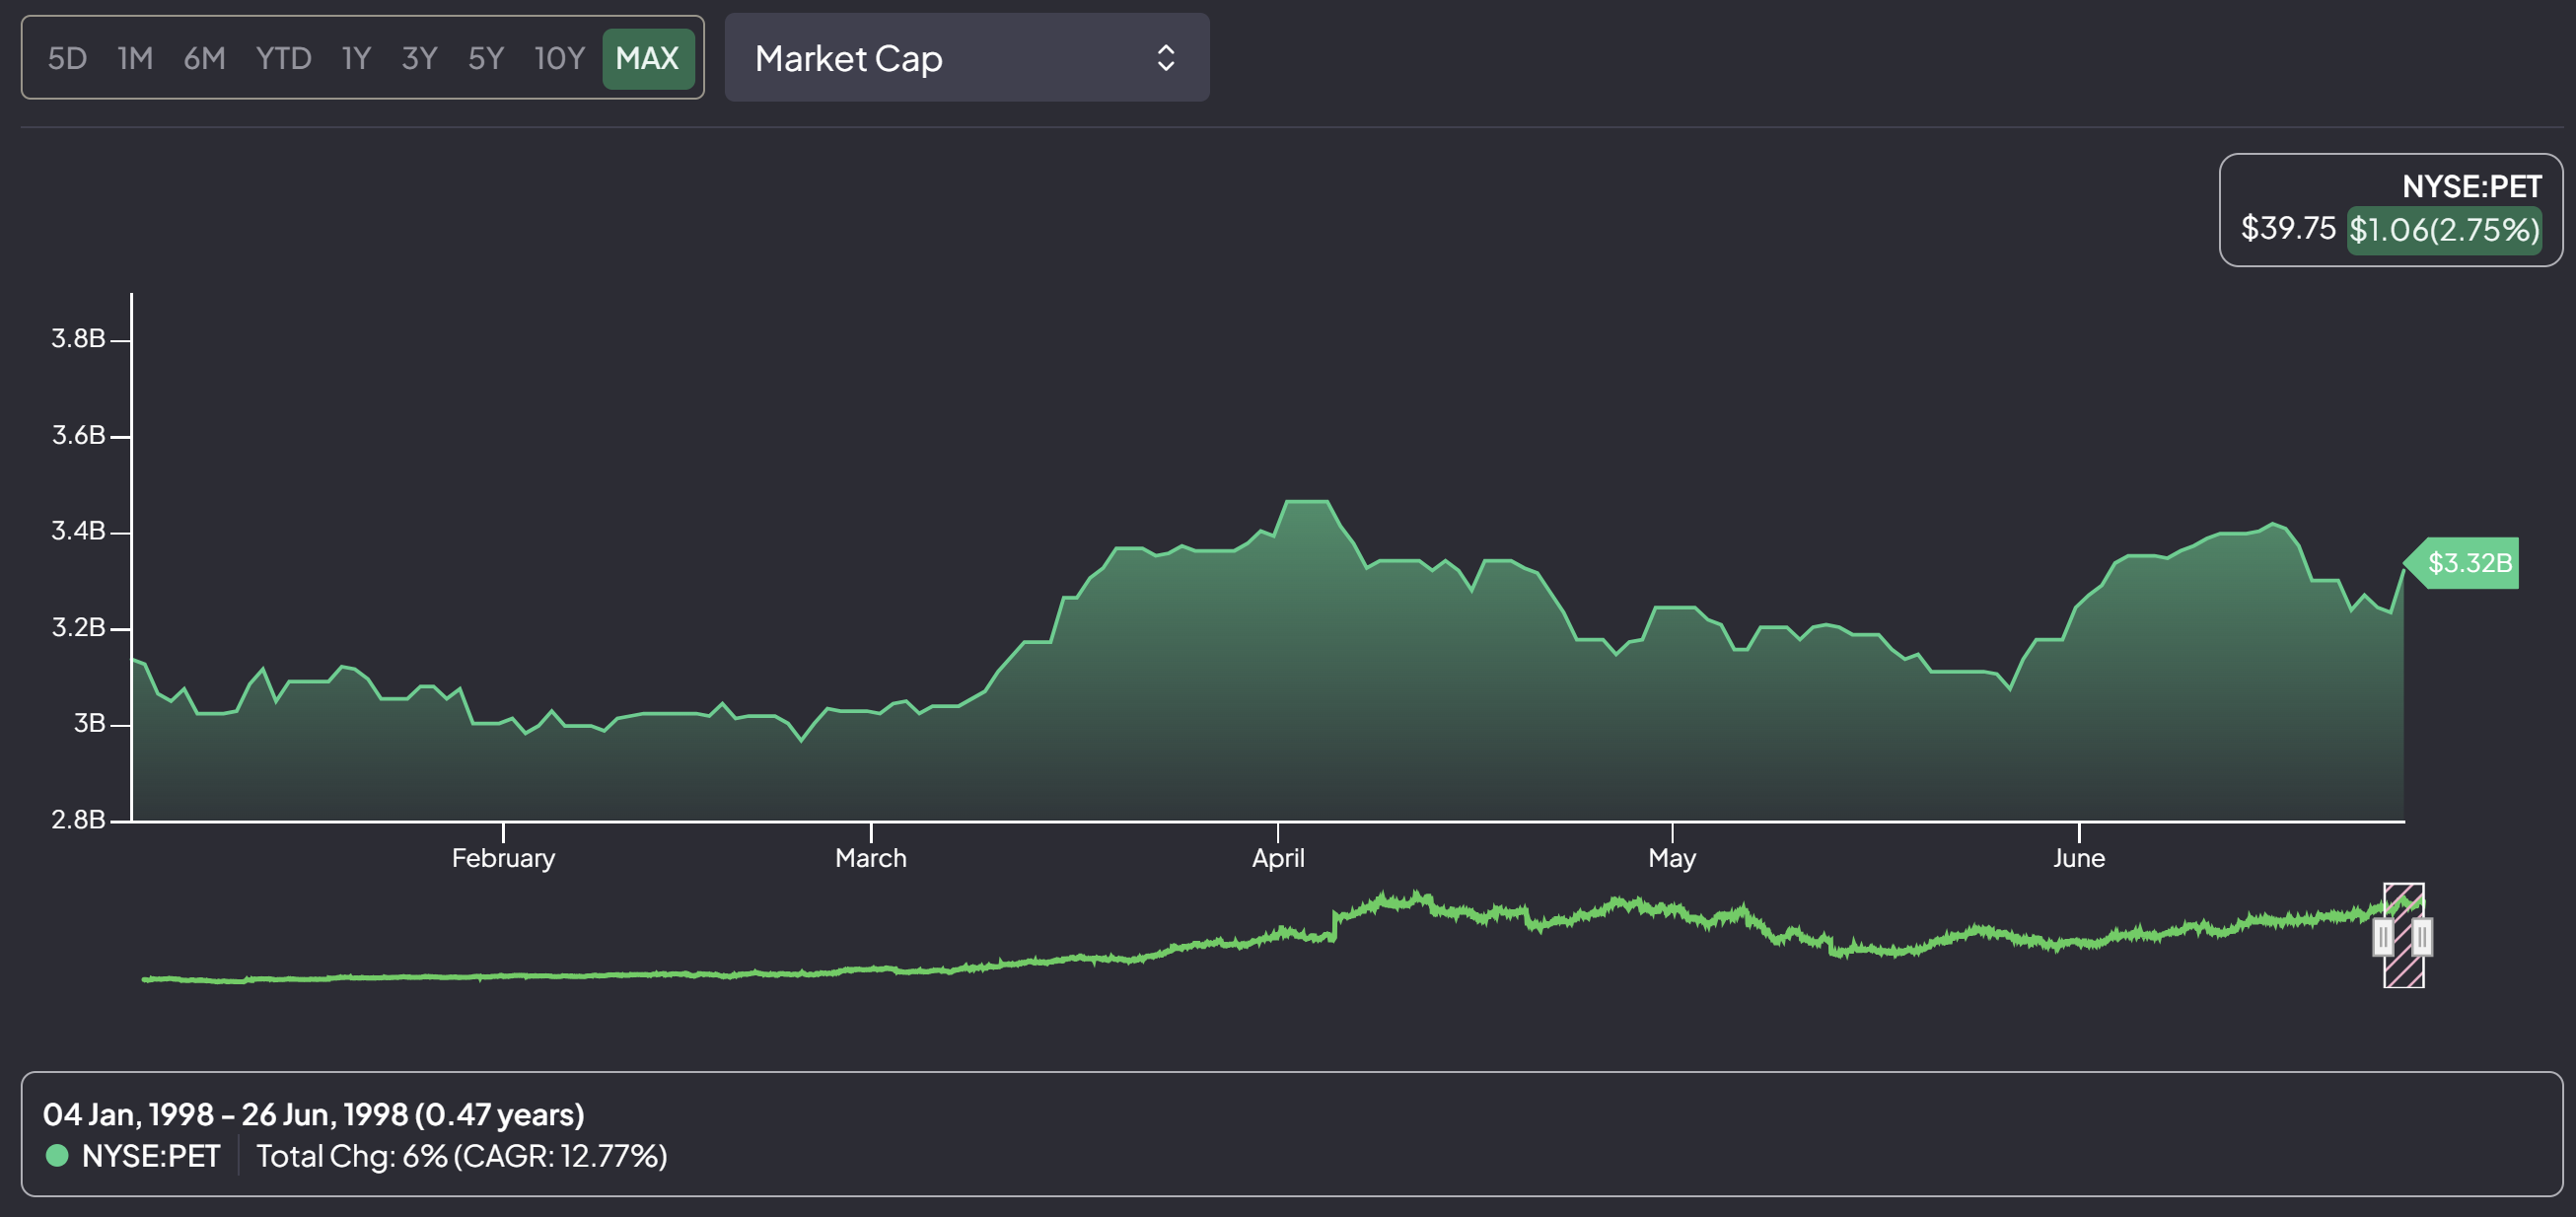 5D 1M 6M YTD 1Y 3Y 5Y 10Y MAX
Market Cap
NYSE:PET
$39.75 $1.06(2.75%)
3.8B
3.6B
3.4B
3.2B
3B
2.8B
$3.32B
February March April May June
04 Jan, 1998 - 26 Jun, 1998 (0.47 years)
NYSE:PET Total Chg: 6% (CAGR: 12.77%)